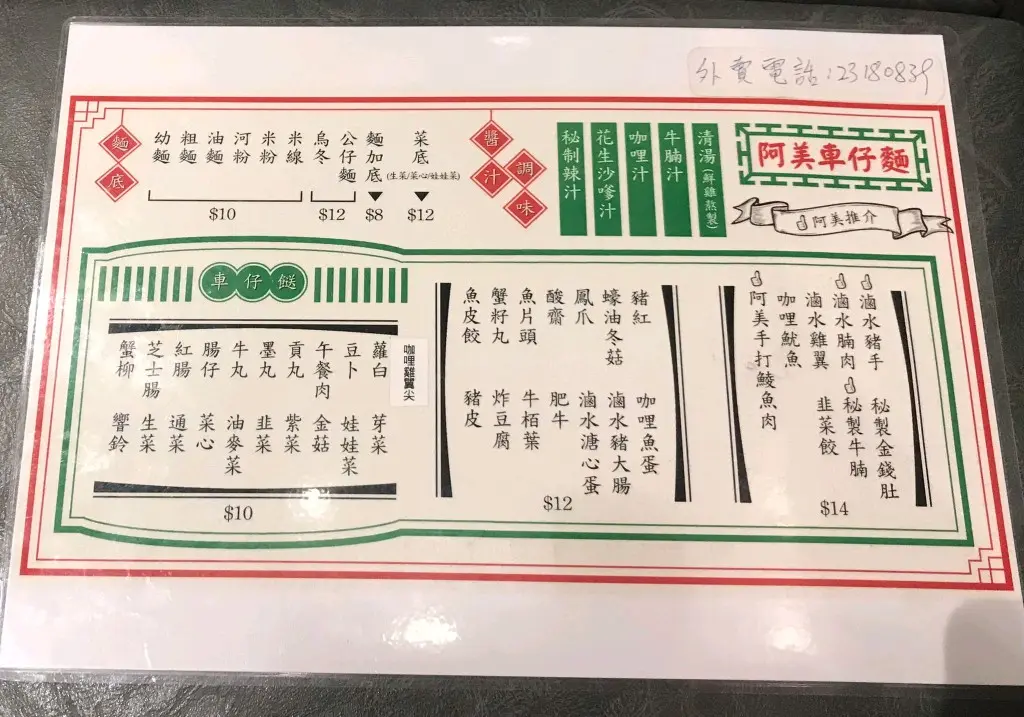 外賣電話:23180839
阿美車仔麵
阿美推介
麵底
幼麵
粗麵
油麵
河粉
米粉
米線
$10
烏冬
公仔麵
$12
麵加底
$8
菜底
(生菜/菜心/娃娃菜)
$12
醬汁
調味
秘制辣汁
花生沙嗲汁
咖哩汁
牛腩汁
清湯(鮮雞熬製)
車仔餸
蟹柳
芝士腸
紅腸
腸仔
牛丸
墨丸
貢丸
午餐肉
豆卜
蘿白
咖哩雞翼尖
響鈴
生菜
通菜
菜心
油麥菜
韭菜
紫菜
金菇
娃娃菜
芽菜
$10
魚皮餃
蟹籽丸
魚片頭
酸齋
鳳爪
蠔油冬菇
豬紅
豬皮
炸豆腐
牛栢葉
肥牛
滷水溏心蛋
滷水豬大腸
咖哩魚蛋
$12
阿美手打鯪魚肉
咖哩魷魚
滷水雞翼
滷水腩肉
滷水豬手
韭菜餃
秘製牛腩
秘製金錢肚
$14